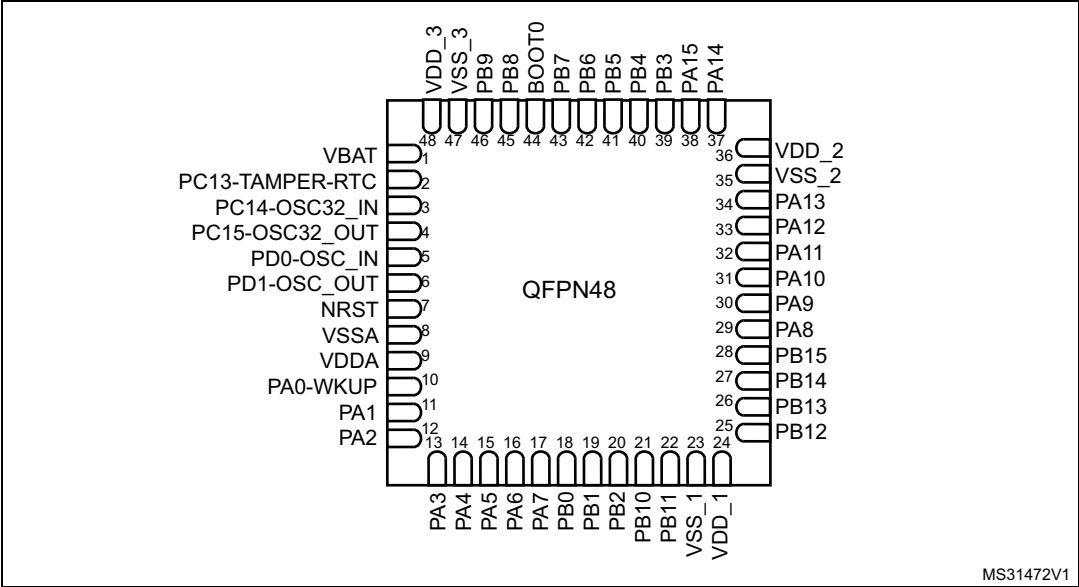 VDD_3
VSS_3
PB9
PB8
BOOT0
PB7
PB6
PB5
PB4
PB3
PA15
PA14
48 47 46 45 44 43 42 41 40 39 38 37
VBAT 1
PC13-TAMPER-RTC 2
PC14-OSC32_IN 3
PC15-OSC32_OUT 4
PD0-OSC_IN 5
PD1-OSC_OUT 6
NRST 7
VSSA 8
VDDA 9
PA0-WKUP 10
PA1 11
PA2 12
QFPN48
36 VDD_2
35 VSS_2
34 PA13
33 PA12
32 PA11
31 PA10
30 PA9
29 PA8
28 PB15
27 PB14
26 PB13
25 PB12
13 14 15 16 17 18 19 20 21 22 23 24
PA3
PA4
PA5
PA6
PA7
PB0
PB1
PB2
PB10
PB11
VSS_1
VDD_1
MS31472V1